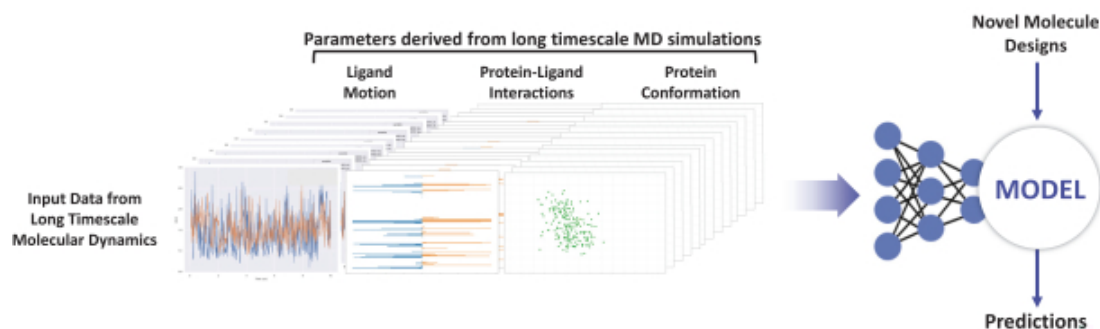 Parameters derived from long timescale MD simulations
Ligand
Motion
Protein-Ligand
Interactions
Protein
Conformation
Novel Molecule
Designs
Input Data from
Long Timescale
Molecular Dynamics
MODEL
Predictions